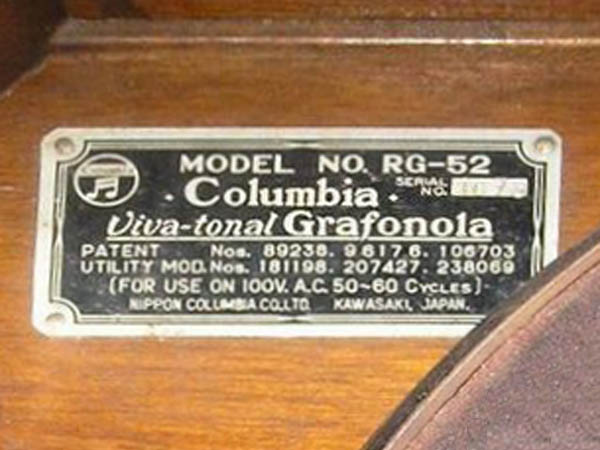 MODEL NO. RG-52
SERIAL NO.
· Columbia ·
Viva-tonal Grafonola
PATENT Nos. 89238. 96176. 106703
UTILITY MOD. Nos. 181198. 207427. 238069
(FOR USE ON 100V. A.C. 50~60 CYCLES)
NIPPON COLUMBIA CO., LTD. KAWASAKI, JAPAN.